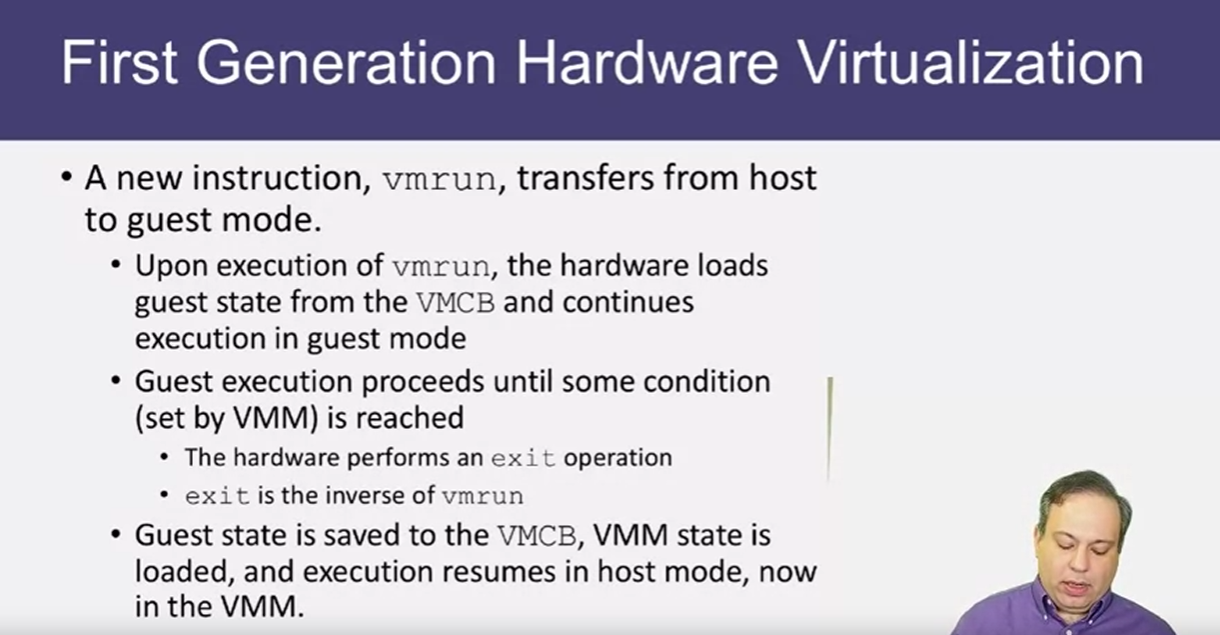 First Generation Hardware Virtualization
• A new instruction, vmrun, transfers from host
to guest mode.
• Upon execution of vmrun, the hardware loads
guest state from the VMCB and continues
execution in guest mode
• Guest execution proceeds until some condition
(set by VMM) is reached
• The hardware performs an exit operation
• exit is the inverse of vmrun
• Guest state is saved to the VMCB, VMM state is
loaded, and execution resumes in host mode, now
in the VMM.